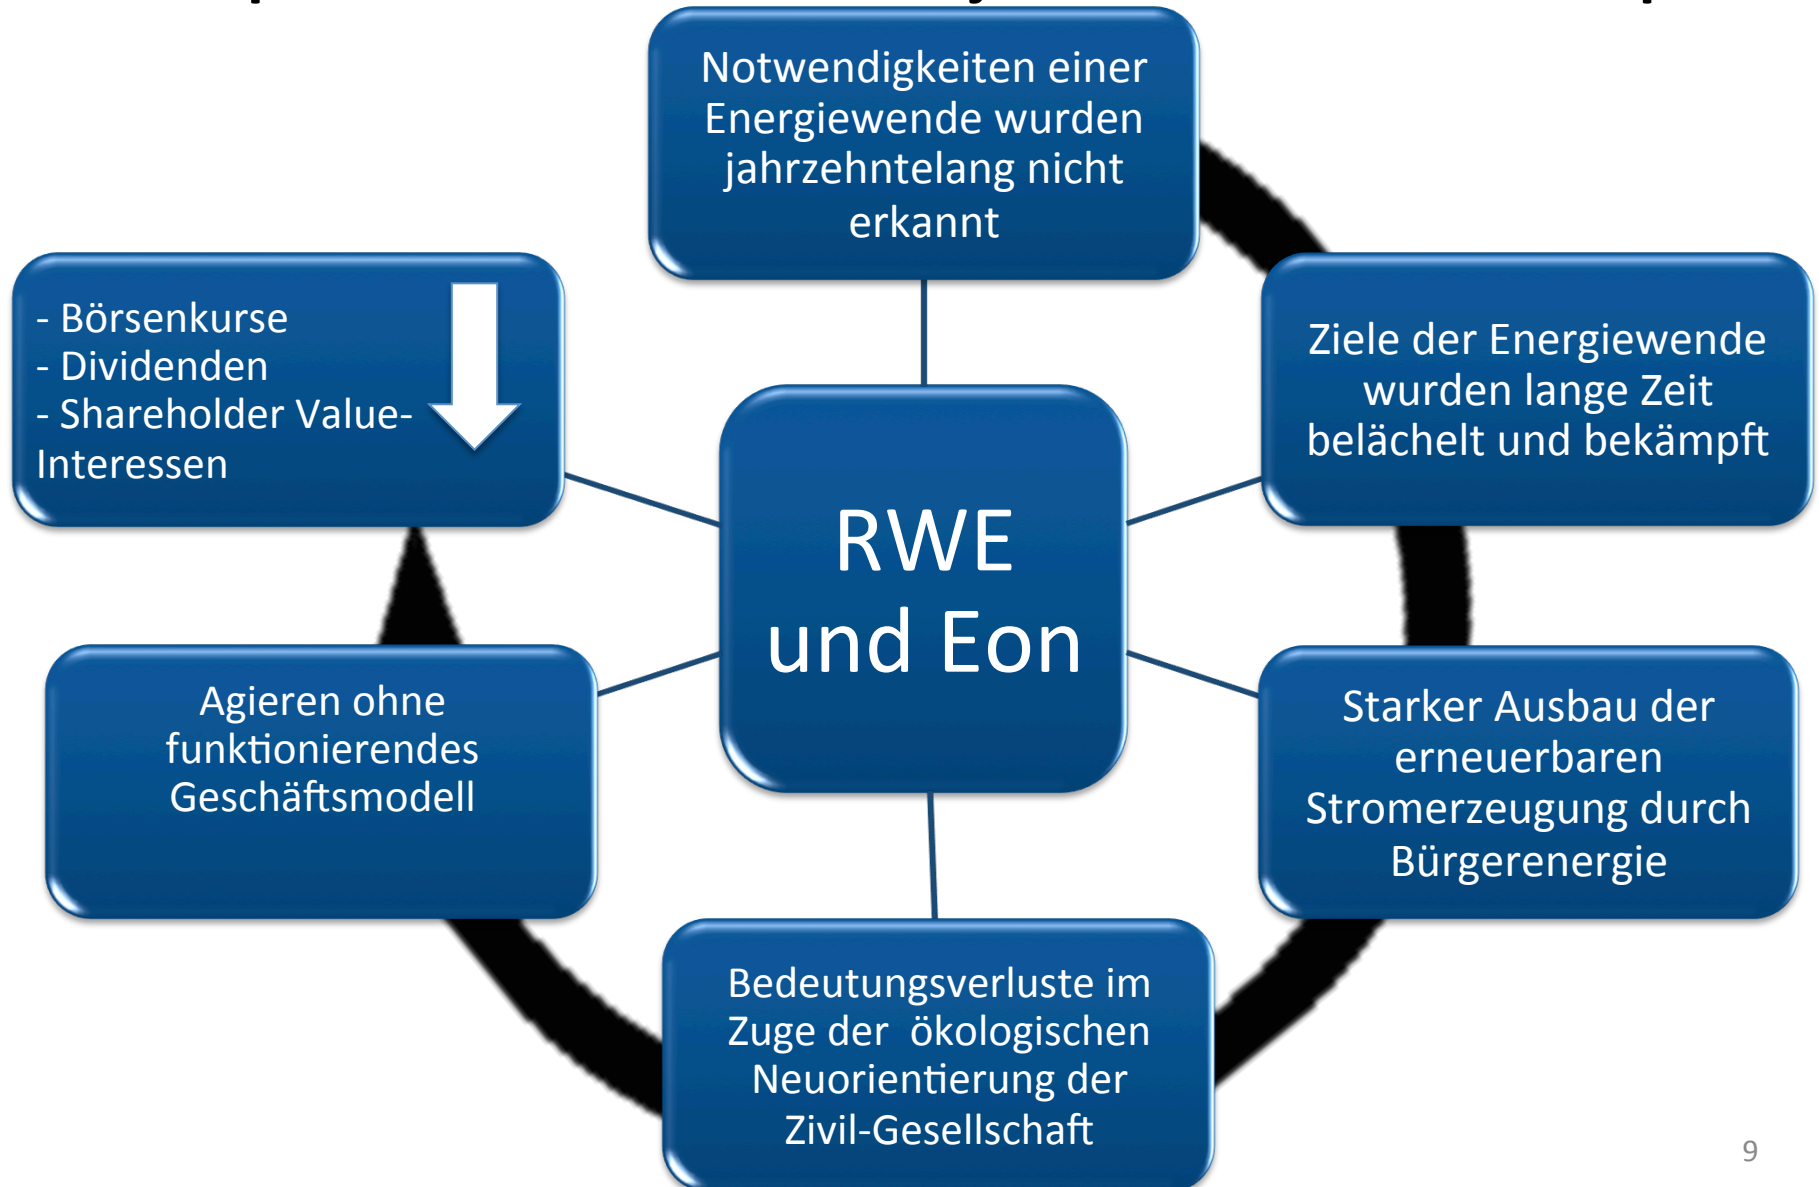 Notwendigkeiten einer
Energiewende wurden
jahrzehntelang nicht
erkannt
Ziele der Energiewende
wurden lange Zeit
belächelt und bekämpft
Starker Ausbau der
erneuerbaren
Stromerzeugung durch
Bürgerenergie
Bedeutungsverluste im
Zuge der ökologischen
Neuorientierung der
Zivil-Gesellschaft
Agieren ohne
funktionierendes
Geschäftsmodell
- Börsenkurse
- Dividenden
- Shareholder Value-
Interessen
RWE
und Eon
9